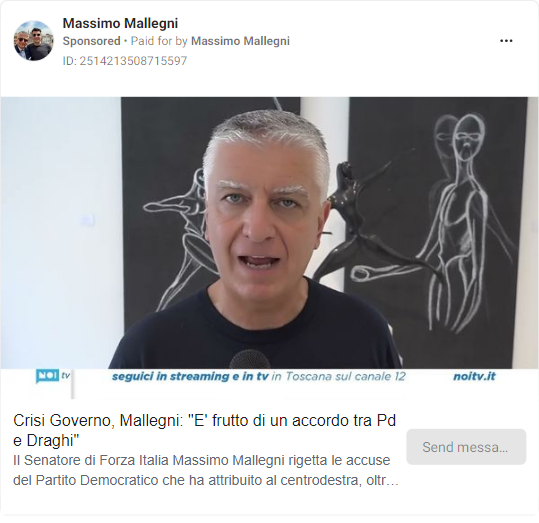 Massimo Mallegni
Sponsored • Paid for by Massimo Mallegni
ID: 2514213508715597
NOI tv
seguici in streaming e in tv in Toscana sul canale 12
noitv.it
Crisi Governo, Mallegni: "E' frutto di un accordo tra Pd
e Draghi"
Il Senatore di Forza Italia Massimo Mallegni rigetta le accuse
del Partito Democratico che ha attribuito al centrodestra, oltr…
Send messa...